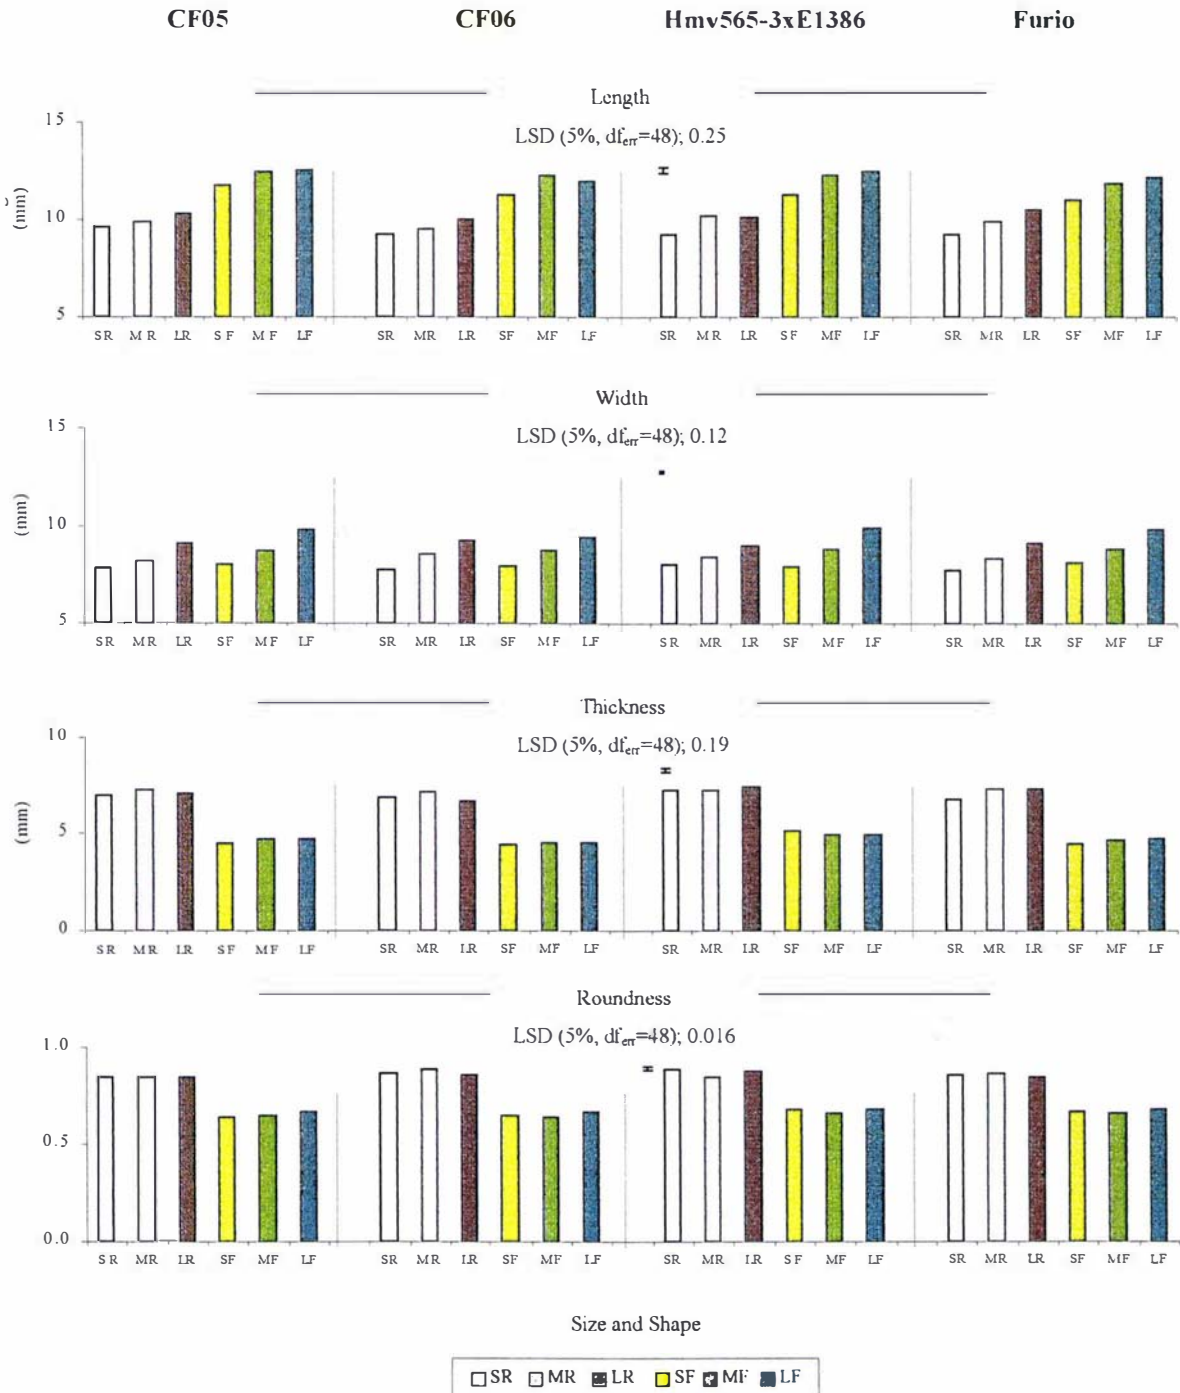 CF05 CF06 Hmv565-3xE1386 Furio
Length
LSD (5%, df_err=48); 0.25
15
10
5
(mm)
SR MR LR SF MF LF SR MR LR SF MF LF SR MR LR SF MF LF SR MR LR SF MF LF
Width
LSD (5%, df_err=48); 0.12
15
10
5
(mm)
SR MR LR SF MF LF SR MR LR SF MF LF SR MR LR SF MF LF SR MR LR SF MF LF
Thickness
LSD (5%, df_err=48); 0.19
10
5
0
(mm)
SR MR LR SF MF LF SR MR LR SF MF LF SR MR LR SF MF LF SR MR LR SF MF LF
Roundness
LSD (5%, df_err=48); 0.016
1.0
0.5
0.0
SR MR LR SF MF LF SR MR LR SF MF LF SR MR LR SF MF LF SR MR LR SF MF LF
Size and Shape
SR MR LR SF MF LF